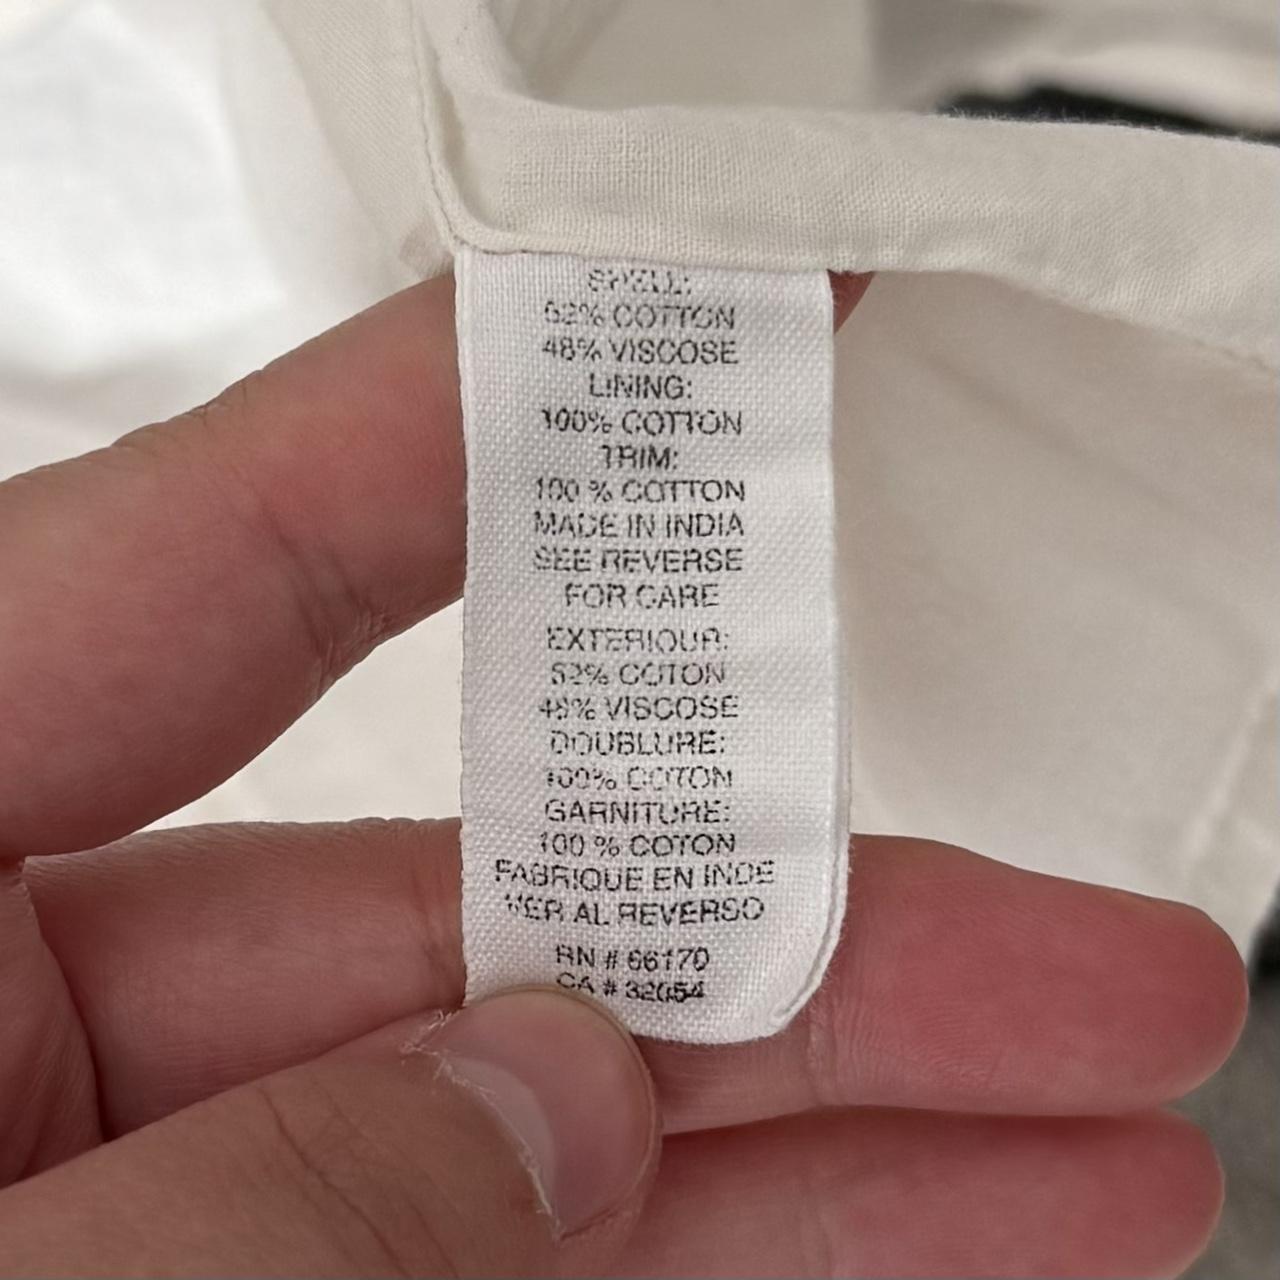 SHELL:
52% COTTON
48% VISCOSE
LINING:
100% COTTON
TRIM:
100 % COTTON
MADE IN INDIA
SEE REVERSE
FOR CARE
EXTERIOUR:
52% COTON
48% VISCOSE
DOUBLURE:
100% COTON
GARNITURE:
100 % COTON
FABRIQUE EN INDE
VER AL REVERSO
RN # 66170
CA # 32054